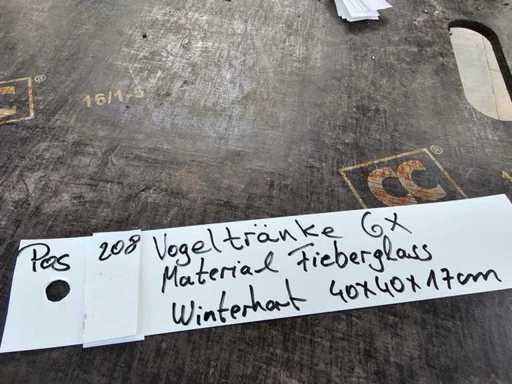 CC®
16/1-5
CC®
Pos 208
Vogeltränke 6x
Material Fieberglass
Winterhart 40x40x17cm